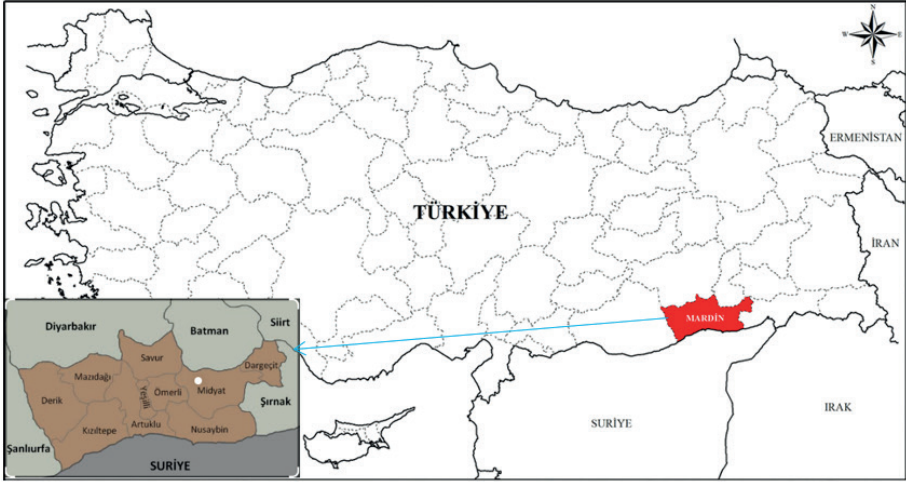 N
W
E
S
ERMENİSTAN
TÜRKİYE
İRAN
MARDİN
Diyarbakır
Batman
Siirt
Savur
Dargeçit
Mazıdağı
Yeşilli
Ömerli
Midyat
Derik
Şırnak
Kızıltepe
Artuklu
Nusaybin
Şanlıurfa
SURİYE
SURİYE
IRAK